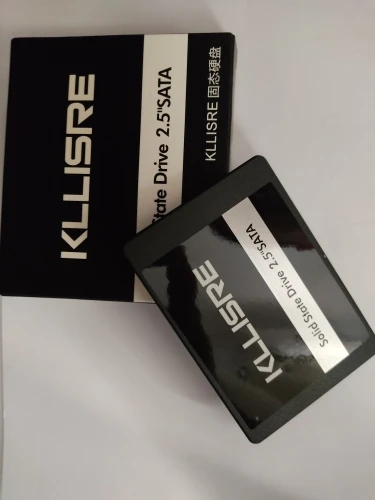 KLLISRE
State Drive 2.5"SATA
KLLISRE 固态硬盘
KLLISRE
Solid State Drive 2.5"SATA